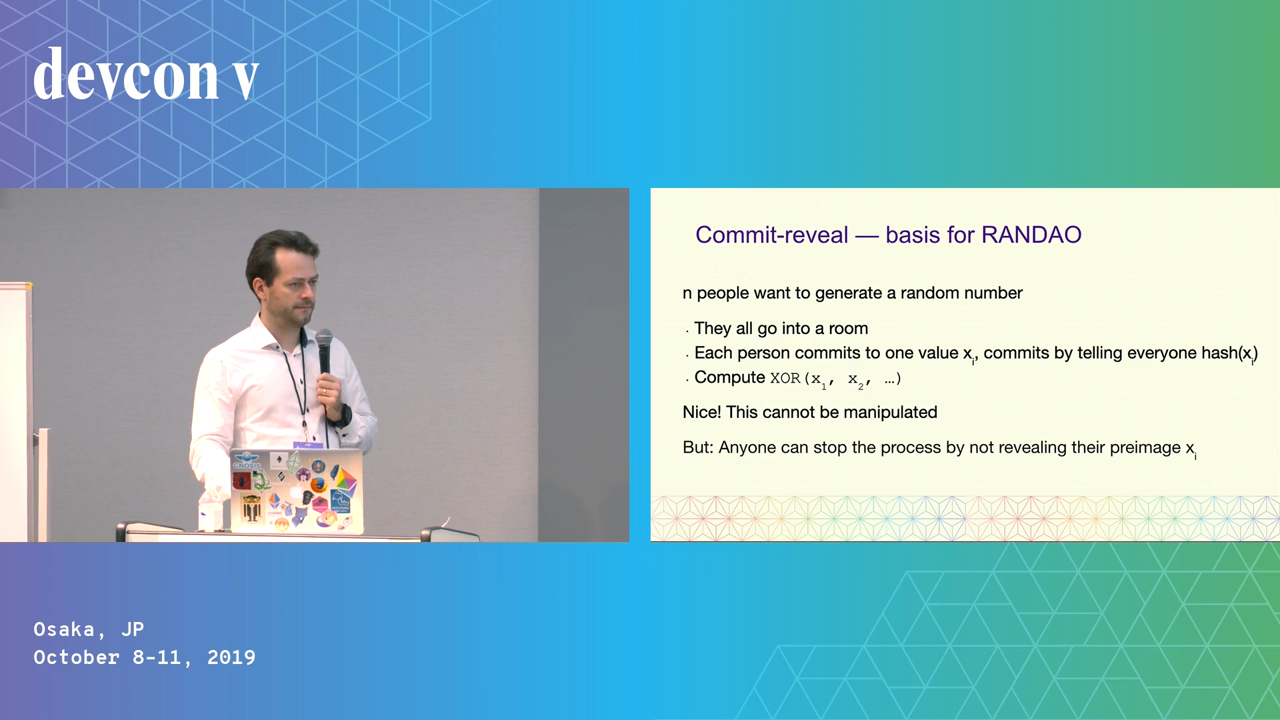 devcon v
Commit-reveal — basis for RANDAO
n people want to generate a random number
· They all go into a room
· Each person commits to one value xᵢ, commits by telling everyone hash(xᵢ)
· Compute XOR(x₁, x₂, …)
Nice! This cannot be manipulated
But: Anyone can stop the process by not revealing their preimage xᵢ
Osaka, JP
October 8–11, 2019